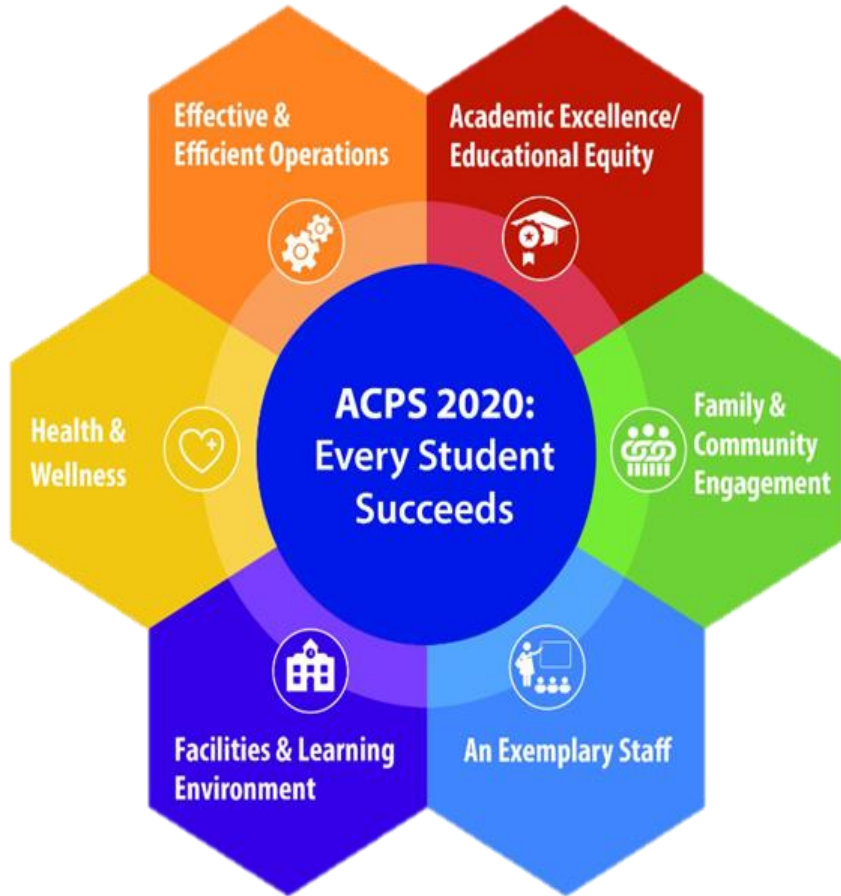 Effective &
Efficient Operations
Academic Excellence/
Educational Equity
Health &
Wellness
ACPS 2020:
Every Student
Succeeds
Family &
Community
Engagement
Facilities & Learning
Environment
An Exemplary Staff